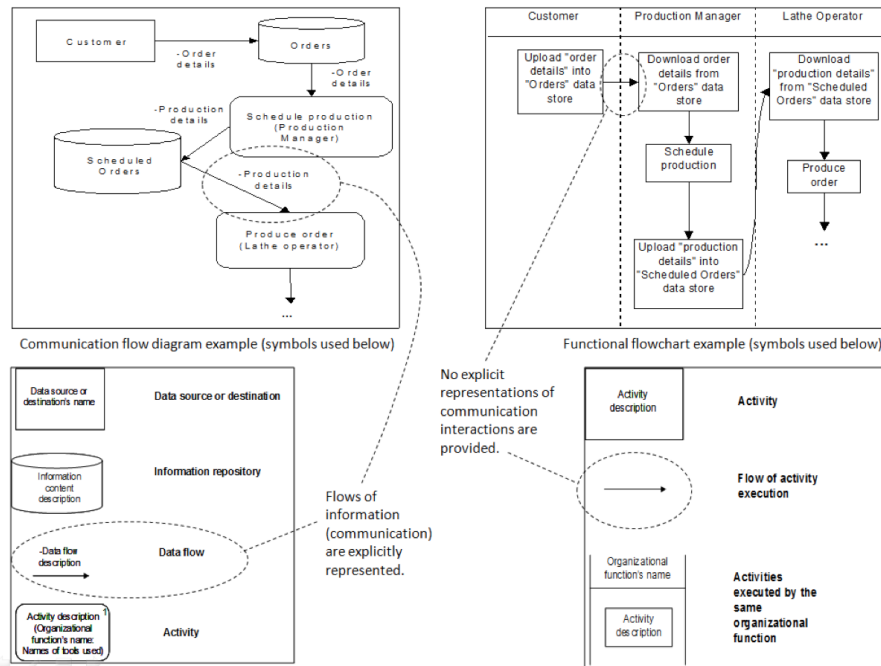 Customer
-Order
details
Orders
-Order
details
-Production
details
Schedule production
(Production
Manager)
Scheduled
Orders
-Production
details
Produce order
(Lathe operator)
...
Communication flow diagram example (symbols used below)
Customer
Production Manager
Lathe Operator
Upload "order
details" into
"Orders" data
store
Download order
details from
"Orders" data
store
Download
"production details"
from "Scheduled
Orders" data store
Schedule
production
Produce
order
...
Upload "production
details" into
"Scheduled Orders"
data store
Functional flowchart example (symbols used below)
Data source or
destination's name
Data source or destination
Information
content
description
Information repository
-Data flow
description
Data flow
Activity description
(Organizational
function's name:
Names of tools used)
1
Activity
Flows of
information
(communication)
are explicitly
represented.
No explicit
representations of
communication
interactions are
provided.
Activity
description
Activity
Flow of activity
execution
Organizational
function's name
Activity
description
Activities
executed by the
same
organizational
function